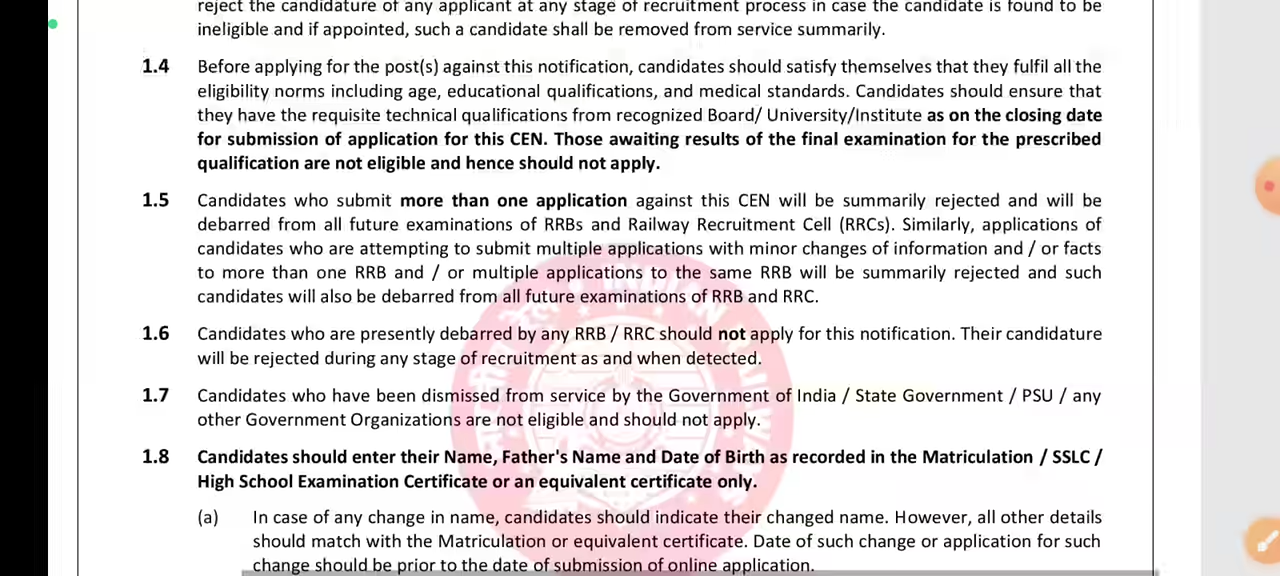 reject the candidature of any applicant at any stage of recruitment process in case the candidate is found to be
ineligible and if appointed, such a candidate shall be removed from service summarily.
1.4 Before applying for the post(s) against this notification, candidates should satisfy themselves that they fulfil all the
eligibility norms including age, educational qualifications, and medical standards. Candidates should ensure that
they have the requisite technical qualifications from recognized Board/ University/Institute as on the closing date
for submission of application for this CEN. Those awaiting results of the final examination for the prescribed
qualification are not eligible and hence should not apply.
1.5 Candidates who submit more than one application against this CEN will be summarily rejected and will be
debarred from all future examinations of RRBs and Railway Recruitment Cell (RRCs). Similarly, applications of
candidates who are attempting to submit multiple applications with minor changes of information and / or facts
to more than one RRB and / or multiple applications to the same RRB will be summarily rejected and such
candidates will also be debarred from all future examinations of RRB and RRC.
1.6 Candidates who are presently debarred by any RRB / RRC should not apply for this notification. Their candidature
will be rejected during any stage of recruitment as and when detected.
1.7 Candidates who have been dismissed from service by the Government of India / State Government / PSU / any
other Government Organizations are not eligible and should not apply.
1.8 Candidates should enter their Name, Father's Name and Date of Birth as recorded in the Matriculation / SSLC /
High School Examination Certificate or an equivalent certificate only.
(a) In case of any change in name, candidates should indicate their changed name. However, all other details
should match with the Matriculation or equivalent certificate. Date of such change or application for such
change should be prior to the date of submission of online application.